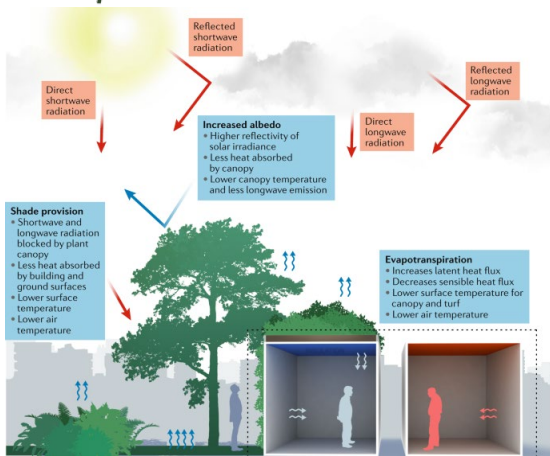 Reflected
shortwave
radiation
Reflected
longwave
radiation
Direct
shortwave
radiation
Direct
longwave
radiation
Increased albedo
• Higher reflectivity of
solar irradiance
• Less heat absorbed
by canopy
• Lower canopy temperature
and less longwave emission
Shade provision
• Shortwave and
longwave radiation
blocked by plant
canopy
• Less heat absorbed
by building and
ground surfaces
• Lower surface
temperature
• Lower air
temperature
Evapotranspiration
• Increases latent heat flux
• Decreases sensible heat flux
• Lower surface temperature for
canopy and turf
• Lower air temperature